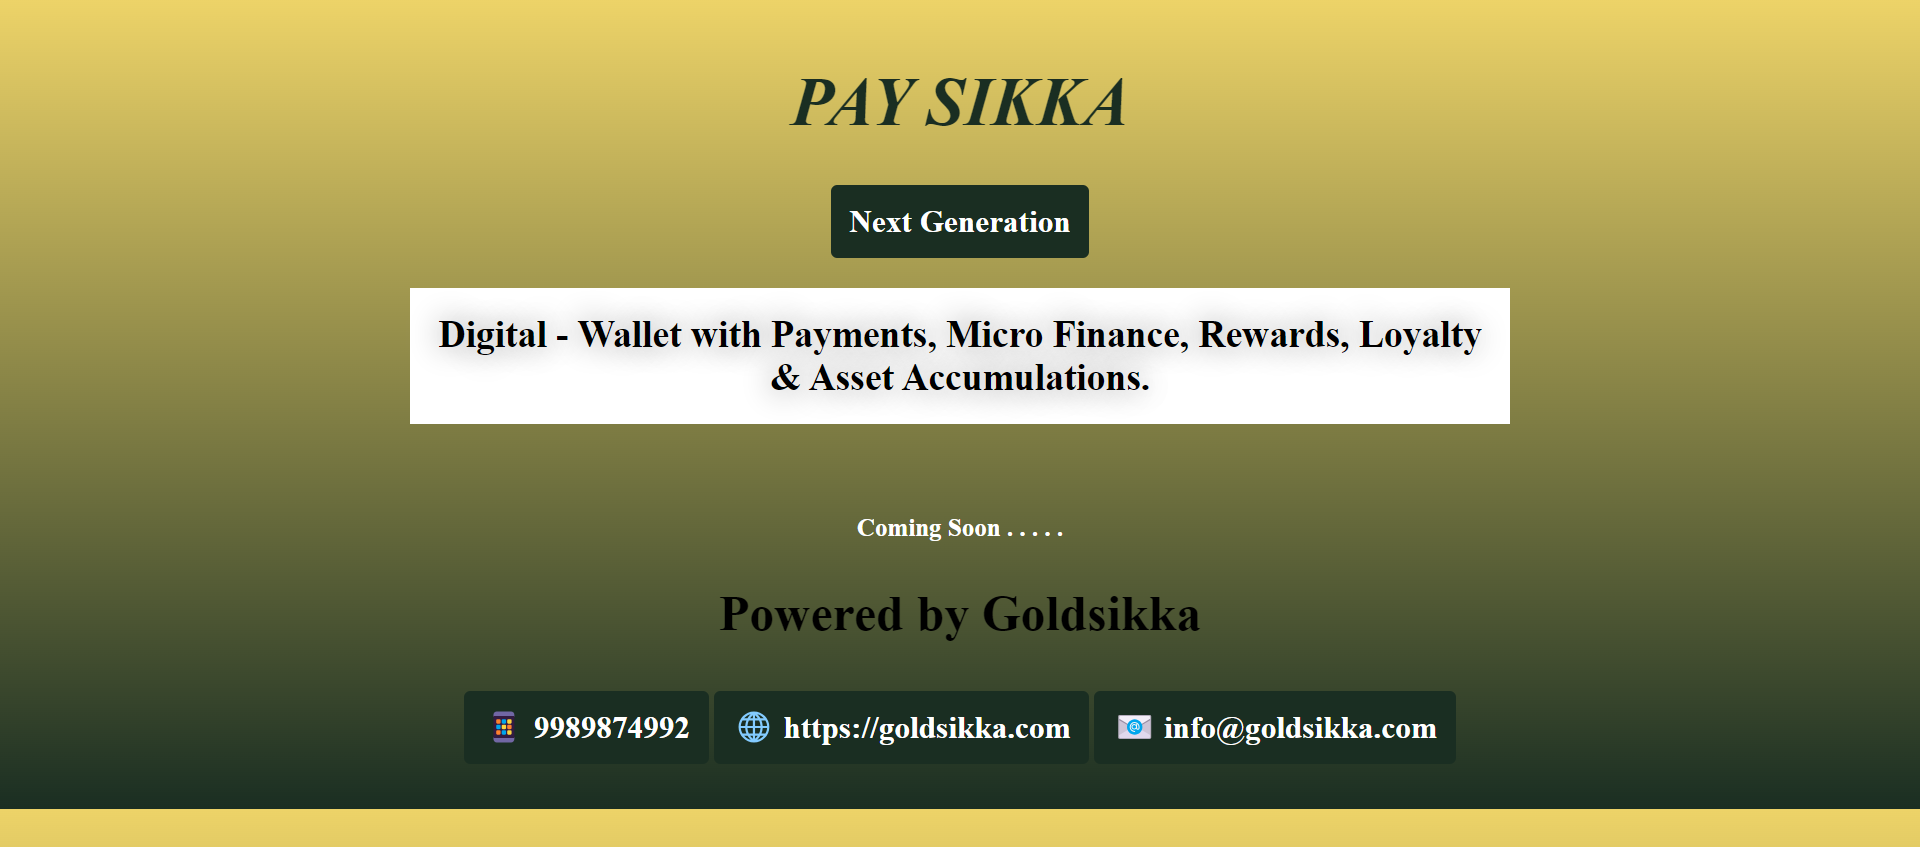 PAY SIKKA
Next Generation
Digital - Wallet with Payments, Micro Finance, Rewards, Loyalty
& Asset Accumulations.
Coming Soon . . . . .
Powered by Goldsikka
9989874992 https://goldsikka.com info@goldsikka.com